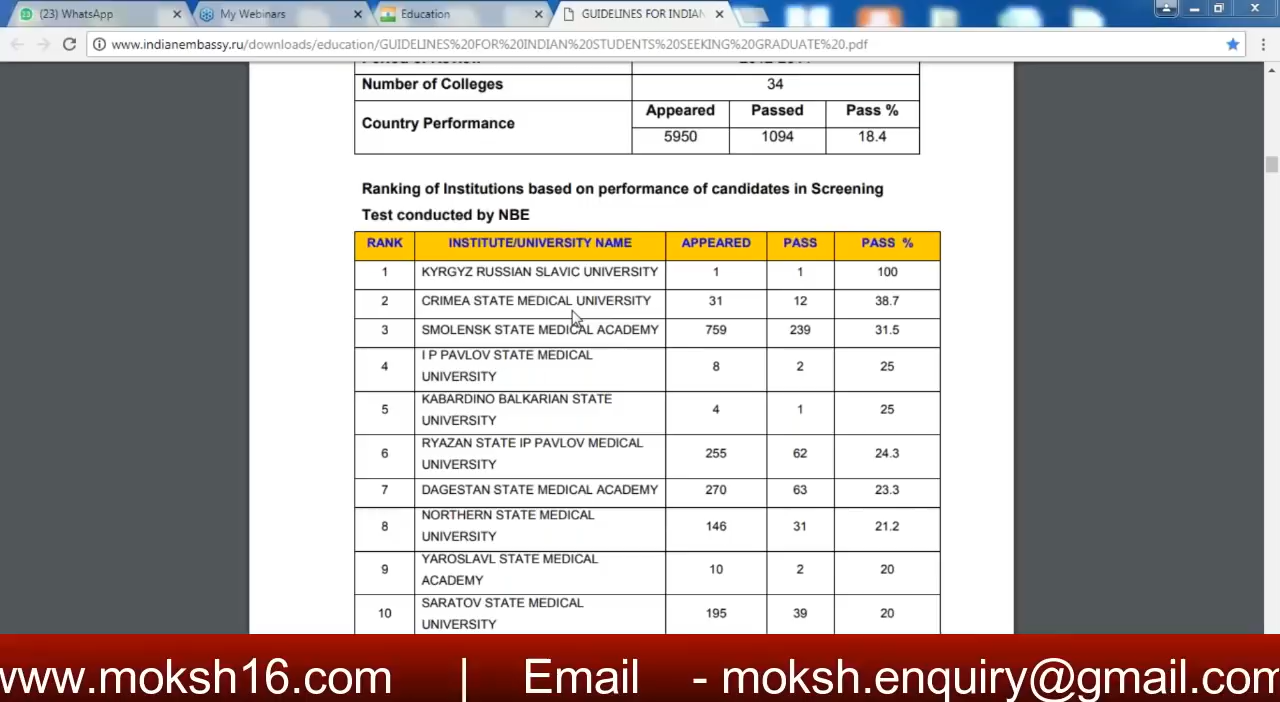 (23) WhatsApp
My Webinars
Education
GUIDELINES FOR INDIAN
www.indianembassy.ru/downloads/education/GUIDELINES%20FOR%20INDIAN%20STUDENTS%20SEEKING%20GRADUATE%20.pdf
Number of Colleges 34
Country Performance
Appeared Passed Pass %
5950 1094 18.4
Ranking of Institutions based on performance of candidates in Screening
Test conducted by NBE
RANK INSTITUTE/UNIVERSITY NAME APPEARED PASS PASS %
1 KYRGYZ RUSSIAN SLAVIC UNIVERSITY 1 1 100
2 CRIMEA STATE MEDICAL UNIVERSITY 31 12 38.7
3 SMOLENSK STATE MEDICAL ACADEMY 759 239 31.5
4 I P PAVLOV STATE MEDICAL
UNIVERSITY 8 2 25
5 KABARDINO BALKARIAN STATE
UNIVERSITY 4 1 25
6 RYAZAN STATE IP PAVLOV MEDICAL
UNIVERSITY 255 62 24.3
7 DAGESTAN STATE MEDICAL ACADEMY 270 63 23.3
8 NORTHERN STATE MEDICAL
UNIVERSITY 146 31 21.2
9 YAROSLAVL STATE MEDICAL
ACADEMY 10 2 20
10 SARATOV STATE MEDICAL
UNIVERSITY 195 39 20
www.moksh16.com | Email - moksh.enquiry@gmail.com